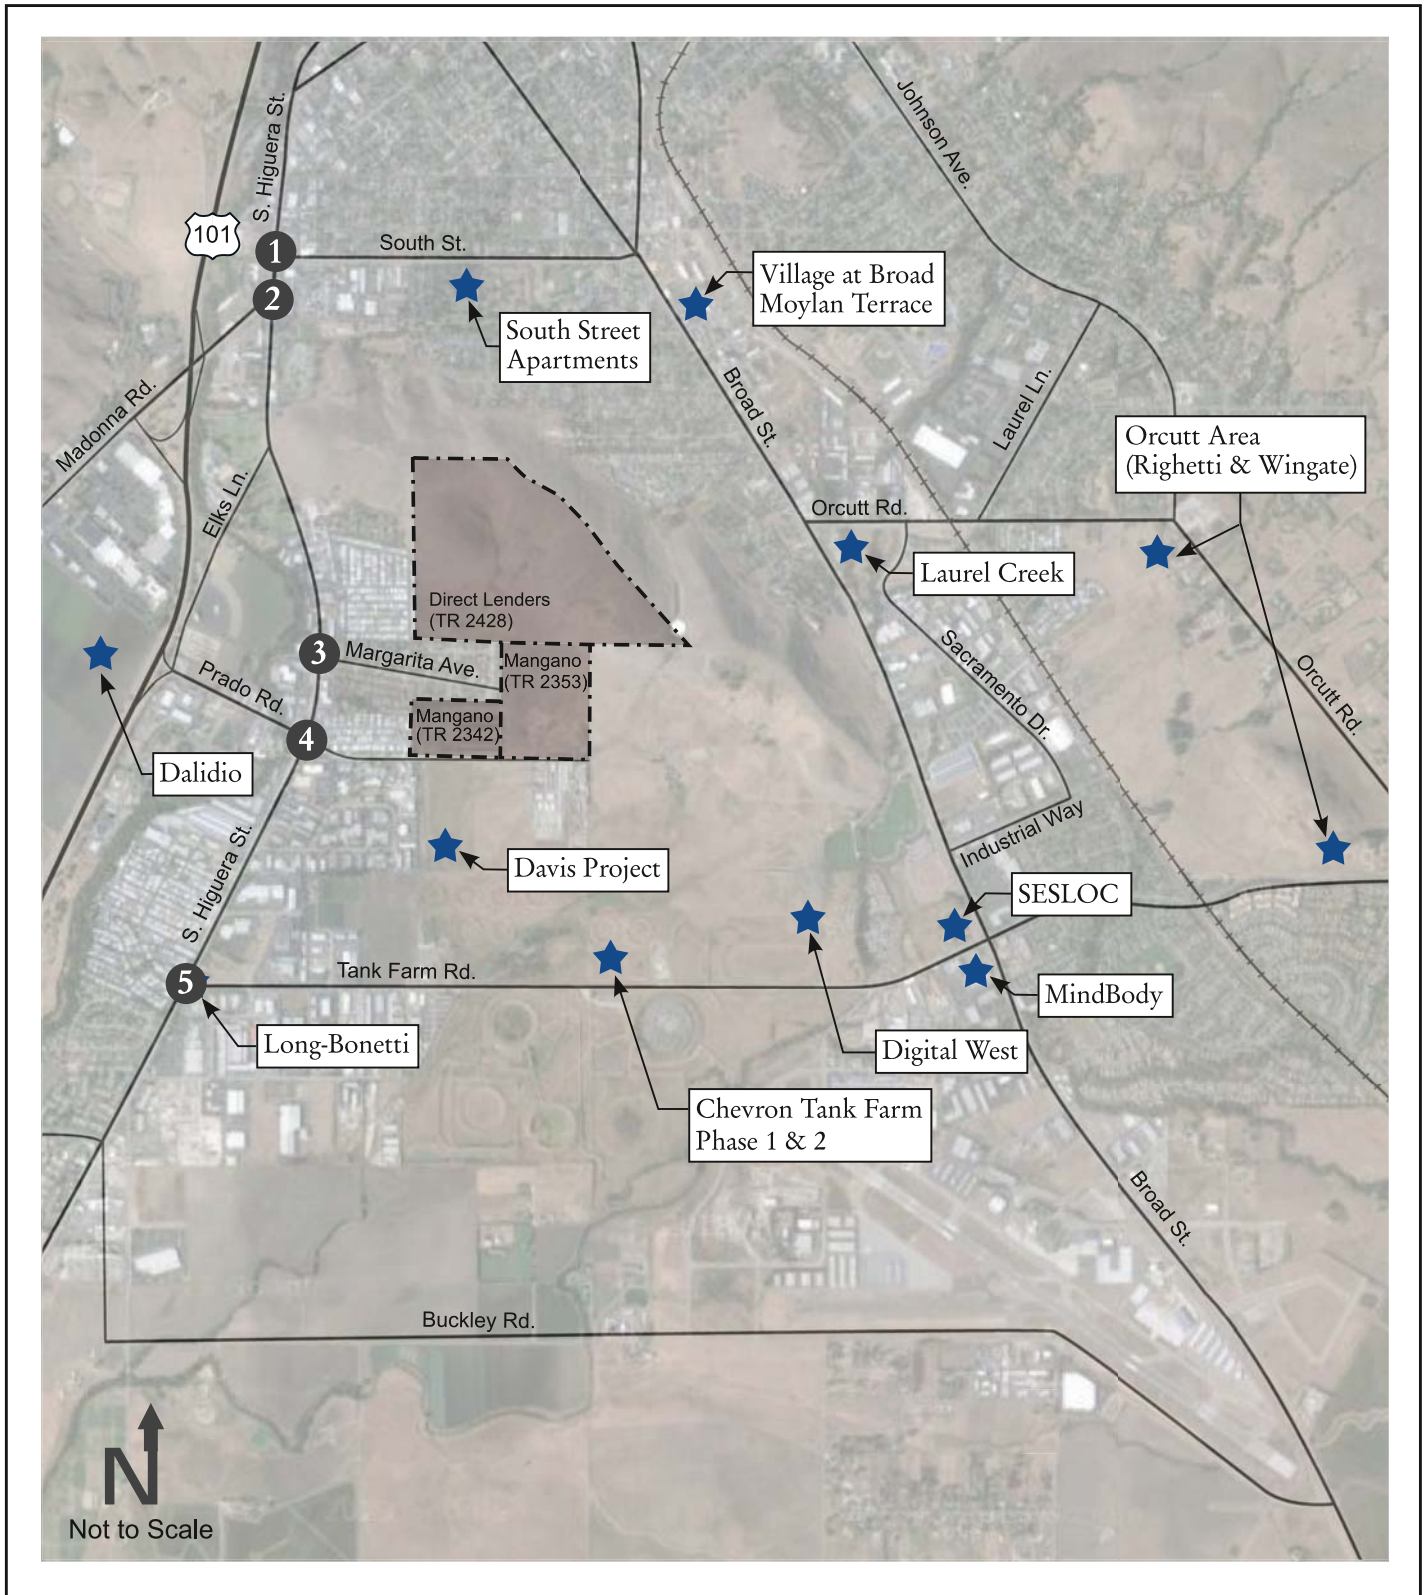 S. Higuera St.
Johnson Ave.
101
1
South St.
2
Village at Broad
Moylan Terrace
South Street
Apartments
Madonna Rd.
Broad St.
Laurel Ln.
Orcutt Area
(Righetti & Wingate)
Elks Ln.
Orcutt Rd.
Laurel Creek
Direct Lenders
(TR 2428)
3
Margarita Ave.
Mangano
(TR 2353)
Sacramento Dr.
Orcutt Rd.
Prado Rd.
Mangano
(TR 2342)
4
Dalidio
S. Higuera St.
Industrial Way
Davis Project
SESLOC
5
Tank Farm Rd.
MindBody
Long-Bonetti
Digital West
Chevron Tank Farm
Phase 1 & 2
Broad St.
Buckley Rd.
N
Not to Scale